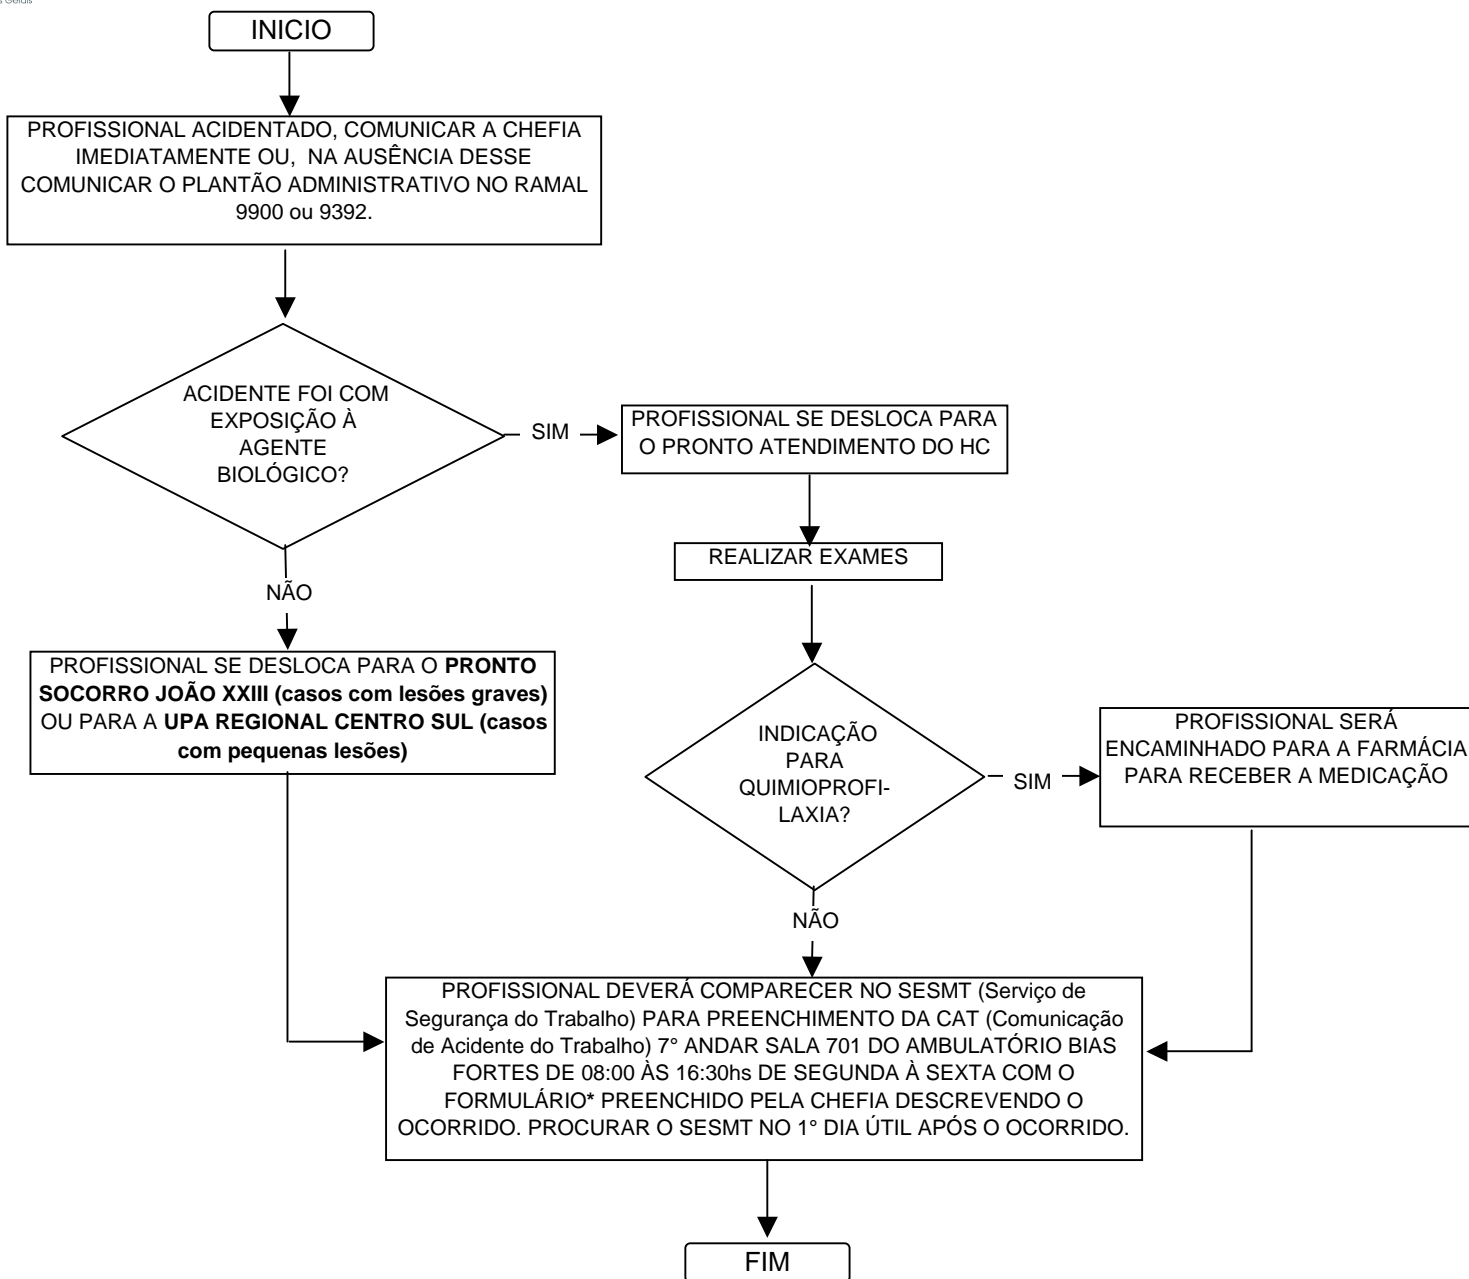 INICIO
PROFISSIONAL ACIDENTADO, COMUNICAR A CHEFIA
IMEDIATAMENTE OU, NA AUSÊNCIA DESSE
COMUNICAR O PLANTÃO ADMINISTRATIVO NO RAMAL
9900 ou 9392.
ACIDENTE FOI COM
EXPOSIÇÃO À
AGENTE
BIOLÓGICO?
SIM
PROFISSIONAL SE DESLOCA PARA
O PRONTO ATENDIMENTO DO HC
REALIZAR EXAMES
NÃO
PROFISSIONAL SE DESLOCA PARA O PRONTO
SOCORRO JOÃO XXIII (casos com lesões graves)
OU PARA A UPA REGIONAL CENTRO SUL (casos
com pequenas lesões)
INDICAÇÃO
PARA
QUIMIOPROFI-
LAXIA?
SIM
PROFISSIONAL SERÁ
ENCAMINHADO PARA A FARMÁCIA
PARA RECEBER A MEDICAÇÃO
NÃO
PROFISSIONAL DEVERÁ COMPARECER NO SESMT (Serviço de
Segurança do Trabalho) PARA PREENCHIMENTO DA CAT (Comunicação
de Acidente do Trabalho) 7° ANDAR SALA 701 DO AMBULATÓRIO BIAS
FORTES DE 08:00 ÀS 16:30hs DE SEGUNDA À SEXTA COM O
FORMULÁRIO* PREENCHIDO PELA CHEFIA DESCREVENDO O
OCORRIDO. PROCURAR O SESMT NO 1° DIA ÚTIL APÓS O OCORRIDO.
FIM